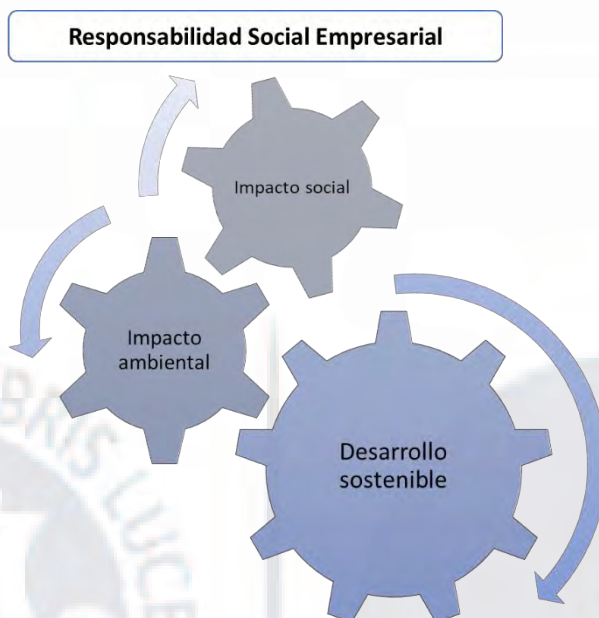 Responsabilidad Social Empresarial
Impacto social
Impacto
ambiental
Desarrollo
sostenible